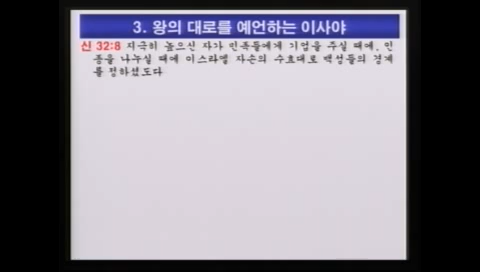 3. 왕의 대로를 예언하는 이사야
신 32:8 지극히 높으신 자가 민족들에게 기업을 주실 때에, 인
종을 나누실 때에 이스라엘 자손의 수효대로 백성들의 경계
를 정하셨도다